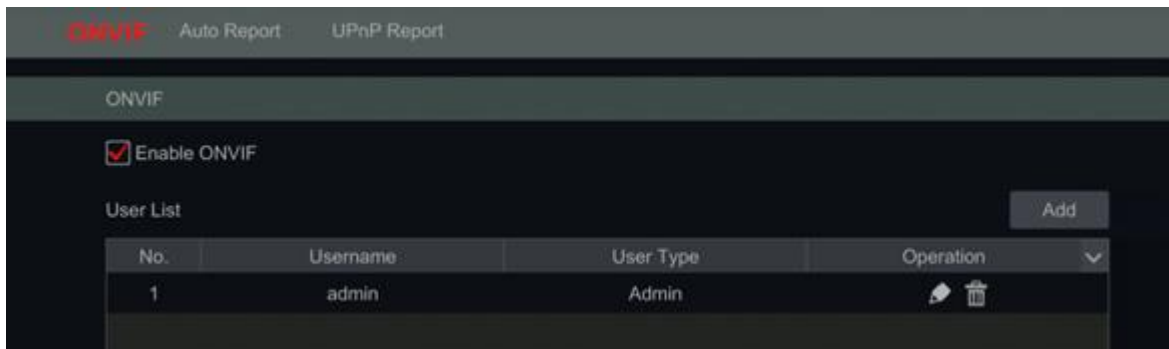 ONVIF Auto Report UPnP Report
ONVIF
Enable ONVIF
User List Add
No. Username User Type Operation
1 admin Admin